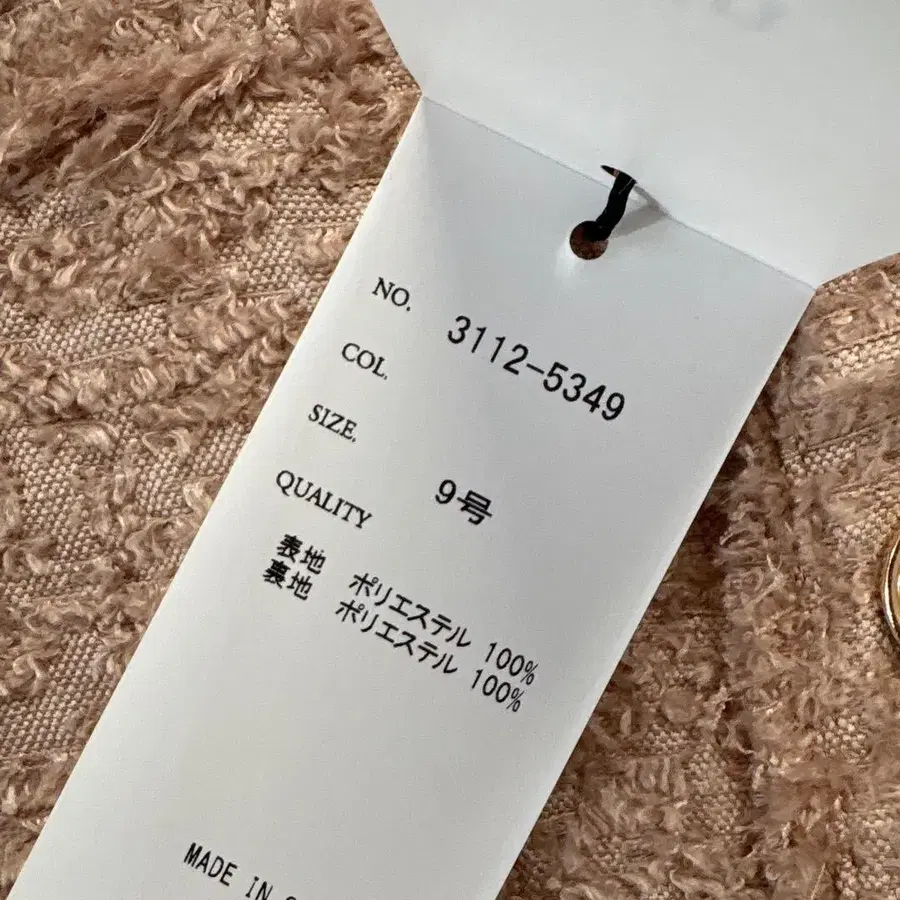 NO. 3112-5349
COL.
SIZE. 9号
QUALITY
表地 ポリエステル 100%
裏地 ポリエステル 100%
MADE IN